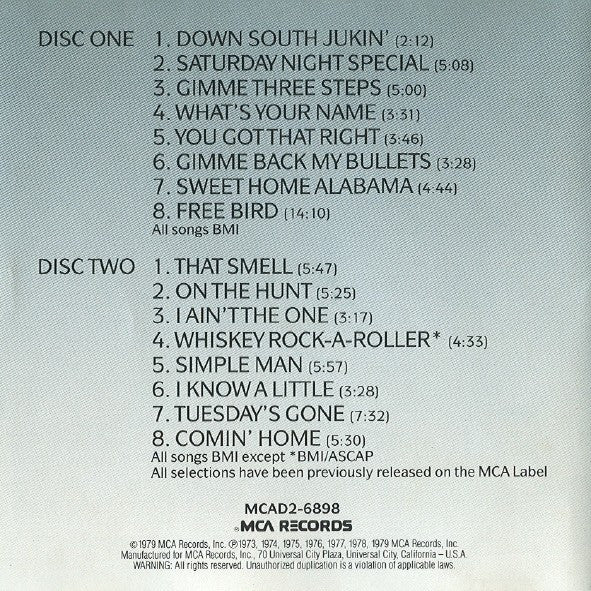 DISC ONE 1. DOWN SOUTH JUKIN' (2:12)
2. SATURDAY NIGHT SPECIAL (5:08)
3. GIMME THREE STEPS (5:00)
4. WHAT'S YOUR NAME (3:31)
5. YOU GOT THAT RIGHT (3:46)
6. GIMME BACK MY BULLETS (3:28)
7. SWEET HOME ALABAMA (4:44)
8. FREE BIRD (14:10)
All songs BMI
DISC TWO 1. THAT SMELL (5:47)
2. ON THE HUNT (5:25)
3. I AIN'T THE ONE (3:17)
4. WHISKEY ROCK-A-ROLLER* (4:33)
5. SIMPLE MAN (5:57)
6. I KNOW A LITTLE (3:28)
7. TUESDAY'S GONE (7:32)
8. COMIN' HOME (5:30)
All songs BMI except *BMI/ASCAP
All selections have been previously released on the MCA Label
MCAD2-6898
®MCA RECORDS
©1979 MCA Records, Inc. ℗1973, 1974, 1975, 1976, 1977, 1978, 1979 MCA Records, Inc.
Manufactured for MCA Records, Inc., 70 Universal City Plaza, Universal City, California – U.S.A.
WARNING: All rights reserved. Unauthorized duplication is a violation of applicable laws.